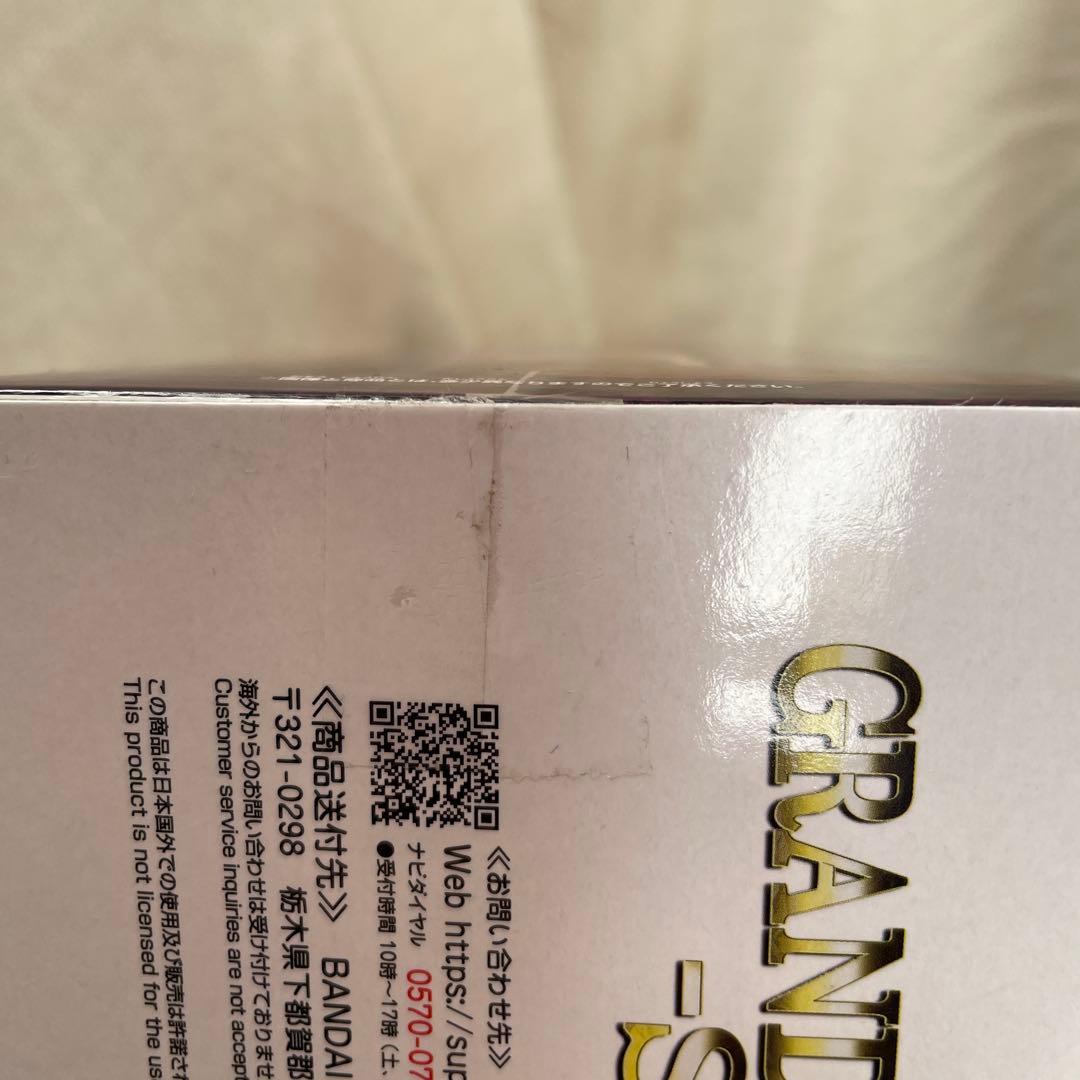 GRAND
-S
≪お問い合わせ先≫
Web https://sup
ナビダイヤル 0570-07
●受付時間 10時～17時（土、
≪商品送付先≫ BANDAI
〒321-0298 栃木県下都賀郡
海外からのお問い合わせは受け付けておりませ
Customer service inquiries are not accept
この商品は日本国外での使用及び販売は許諾され
This product is not licensed for the us